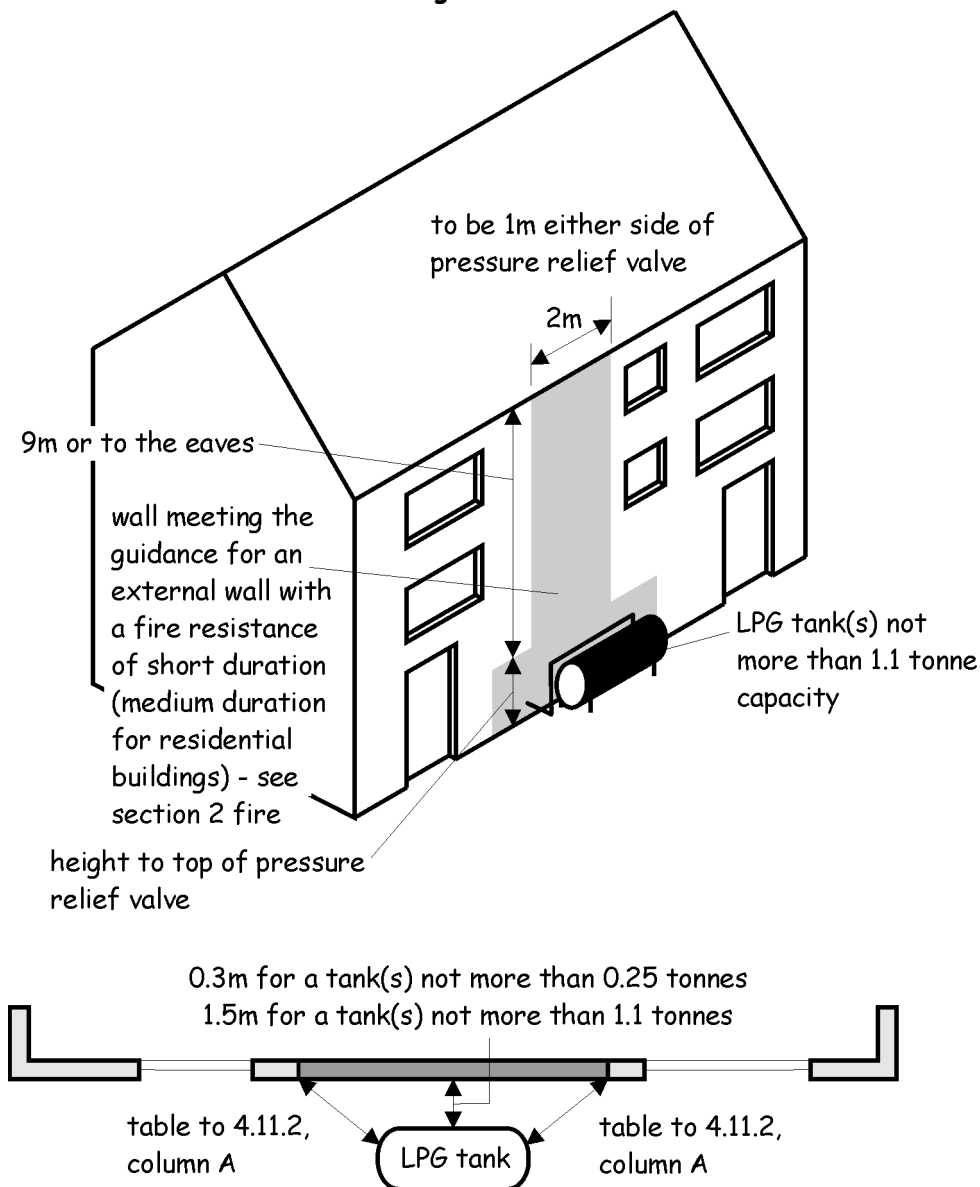 to be 1m either side of
pressure relief valve
2m
9m or to the eaves
wall meeting the
guidance for an
external wall with
a fire resistance
of short duration
(medium duration
for residential
buildings) - see
section 2 fire
LPG tank(s) not
more than 1.1 tonne
capacity
height to top of pressure
relief valve
0.3m for a tank(s) not more than 0.25 tonnes
1.5m for a tank(s) not more than 1.1 tonnes
table to 4.11.2,
column A
LPG tank
table to 4.11.2,
column A